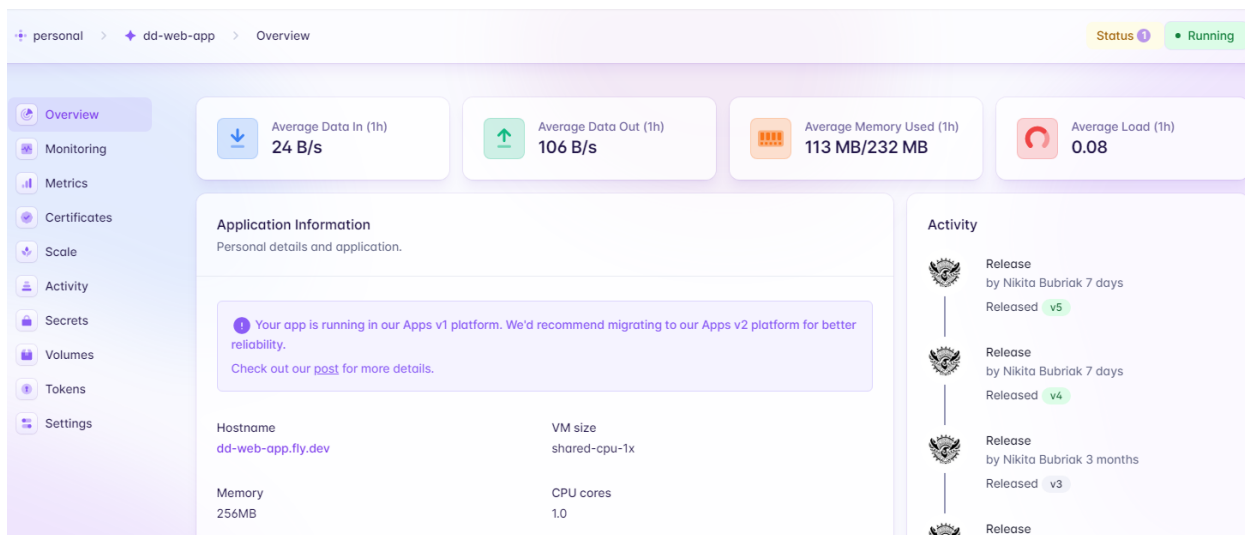 personal > dd-web-app > Overview
Status 1
Running
Overview
Monitoring
Metrics
Certificates
Scale
Activity
Secrets
Volumes
Tokens
Settings
Average Data In (1h)
24 B/s
Average Data Out (1h)
106 B/s
Average Memory Used (1h)
113 MB/232 MB
Average Load (1h)
0.08
Application Information
Personal details and application.
Your app is running in our Apps v1 platform. We'd recommend migrating to our Apps v2 platform for better
reliability.
Check out our post for more details.
Hostname
dd-web-app.fly.dev
VM size
shared-cpu-1x
Memory
256MB
CPU cores
1.0
Activity
Release
by Nikita Bubriak 7 days
Released v5
Release
by Nikita Bubriak 7 days
Released v4
Release
by Nikita Bubriak 3 months
Released v3
Release